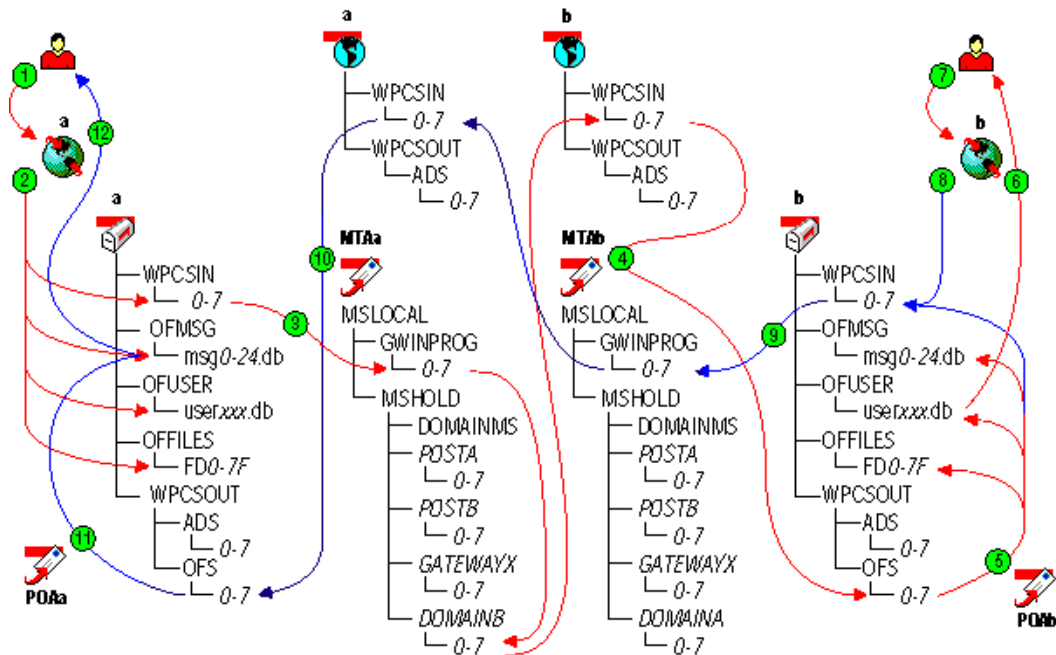 a
b
1
a
12
2
WPCSIN
0-7
WPCSOUT
ADS
0-7
WPCSIN
0-7
WPCSOUT
ADS
0-7
7
b
8
6
a
WPCSIN
0-7
OFMSG
msg0-24.db
OFUSER
userxxx.db
OFFILES
FD0-7F
WPCSOUT
ADS
0-7
OFS
0-7
3
11
POAa
10
MTAa
MSLOCAL
GWINPROG
0-7
MSHOLD
DOMAINMS
POSTA
0-7
POSTB
0-7
GATEWAYX
0-7
DOMAINB
0-7
MTAb
4
MSLOCAL
GWINPROG
0-7
MSHOLD
DOMAINMS
POSTA
0-7
POSTB
0-7
GATEWAYX
0-7
DOMAINA
0-7
9
b
WPCSIN
0-7
OFMSG
msg0-24.db
OFUSER
userxxx.db
OFFILES
FD0-7F
WPCSOUT
ADS
0-7
OFS
0-7
5
POAb